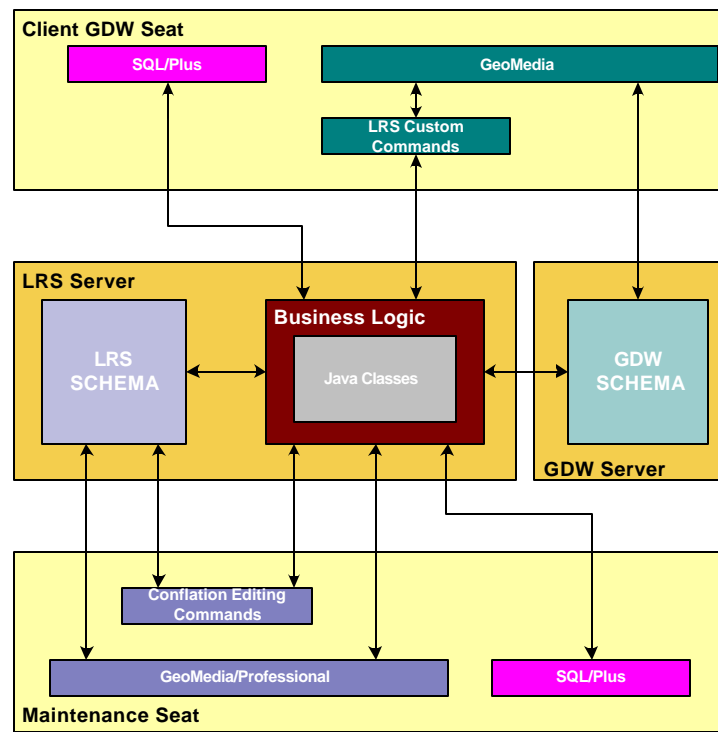 Client GDW Seat
SQL/Plus
GeoMedia
LRS Custom
Commands
LRS Server
Business Logic
LRS
SCHEMA
Java Classes
GDW
SCHEMA
GDW Server
Conflation Editing
Commands
GeoMedia/Professional
SQL/Plus
Maintenance Seat